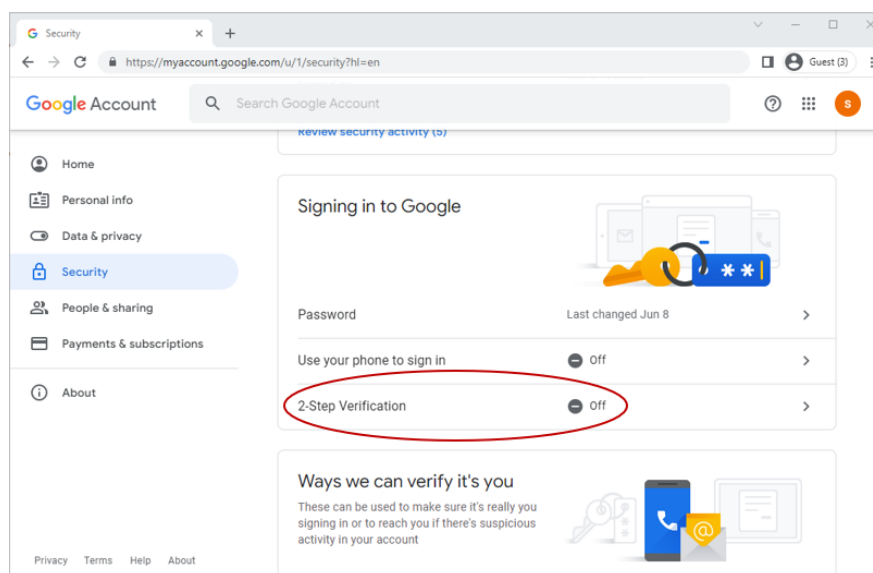 Security
https://myaccount.google.com/u/1/security?hl=en
Guest (3)
Google Account
Search Google Account
s
Review security activity (5)
Home
Personal info
Data & privacy
Security
People & sharing
Payments & subscriptions
About
Signing in to Google
**
Password Last changed Jun 8
Use your phone to sign in Off
2-Step Verification Off
Ways we can verify it's you
These can be used to make sure it's really you
signing in or to reach you if there's suspicious
activity in your account
@
Privacy Terms Help About